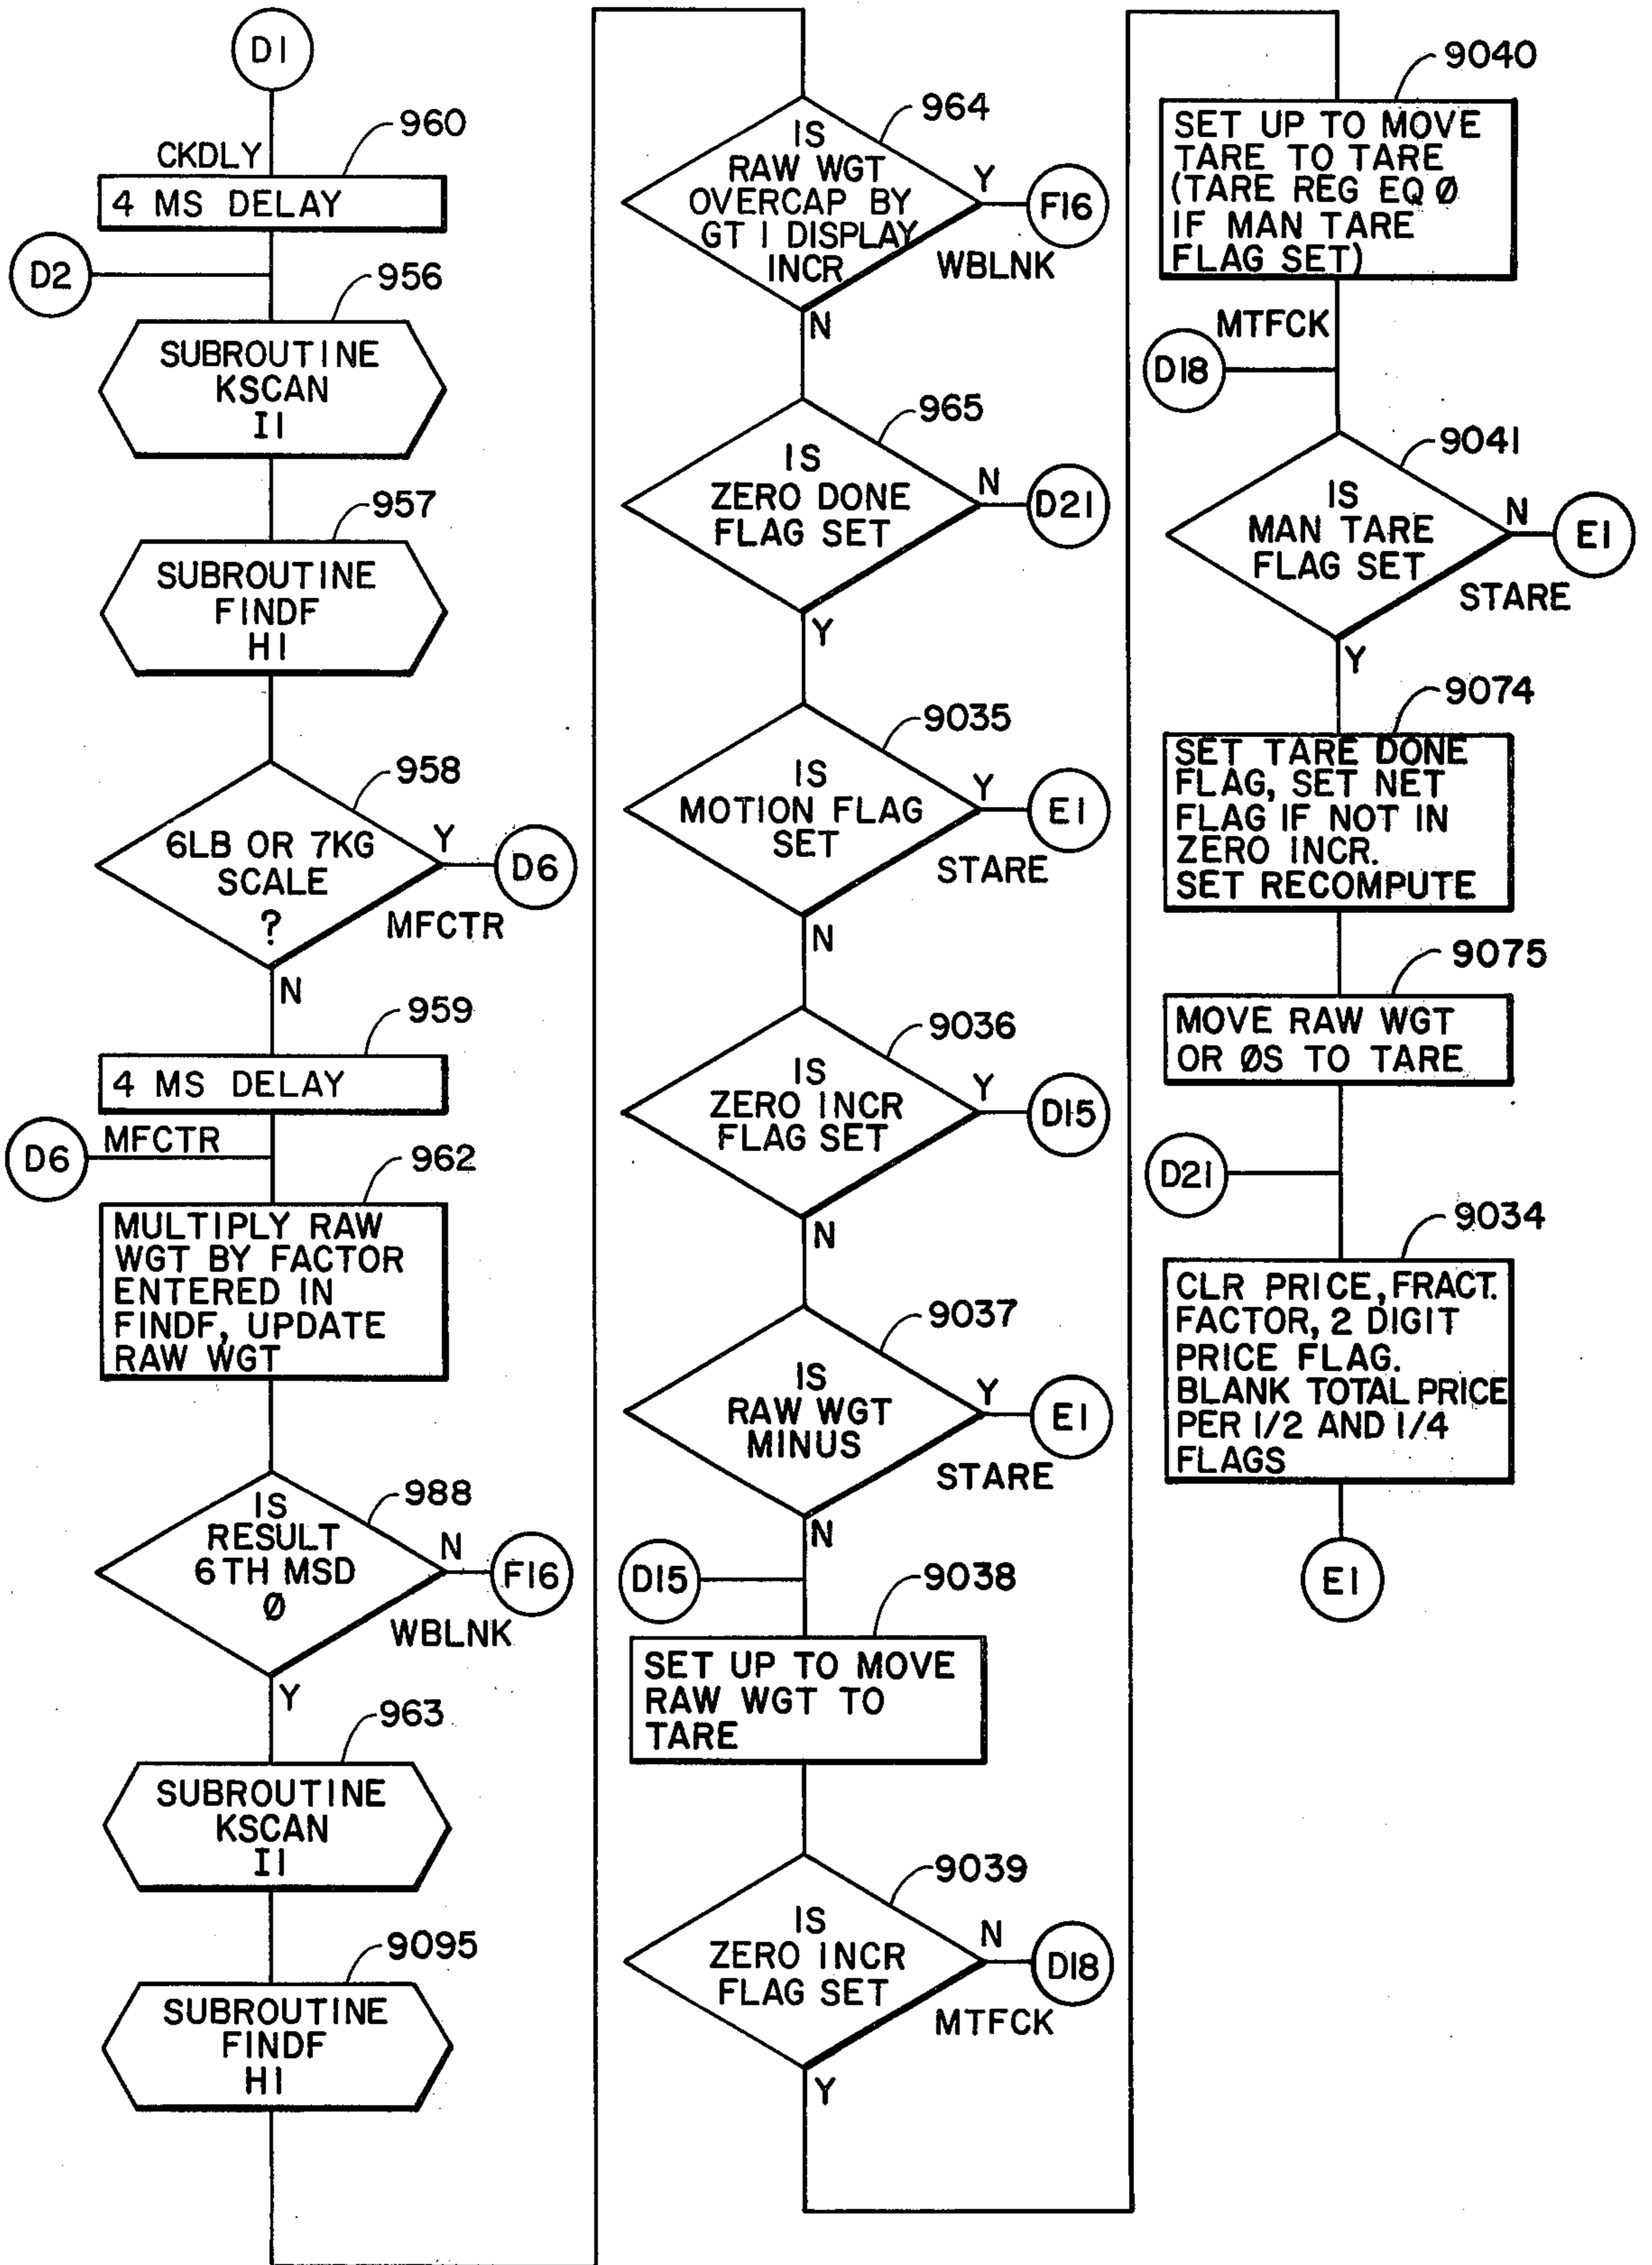 D1
960
CKDLY
4 MS DELAY
D2
956
SUBROUTINE
KSCAN
I1
957
SUBROUTINE
FINDF
H1
958
6LB OR 7KG
SCALE
?
Y
D6
MFCTR
N
959
4 MS DELAY
D6
MFCTR
962
MULTIPLY RAW
WGT BY FACTOR
ENTERED IN
FINDF, UPDATE
RAW WGT
988
IS
RESULT
6TH MSD
Ø
N
F16
WBLNK
Y
963
SUBROUTINE
KSCAN
I1
9095
SUBROUTINE
FINDF
H1
964
IS
RAW WGT
OVERCAP BY
GT 1 DISPLAY
INCR
Y
F16
WBLNK
N
965
IS
ZERO DONE
FLAG SET
N
D21
Y
9035
IS
MOTION FLAG
SET
Y
E1
STARE
N
9036
IS
ZERO INCR
FLAG SET
Y
D15
N
9037
IS
RAW WGT
MINUS
Y
E1
STARE
N
D15
9038
SET UP TO MOVE
RAW WGT TO
TARE
9039
IS
ZERO INCR
FLAG SET
N
D18
MTFCK
Y
9040
SET UP TO MOVE
TARE TO TARE
(TARE REG EQ Ø
IF MAN TARE
FLAG SET)
MTFCK
D18
9041
IS
MAN TARE
FLAG SET
N
E1
STARE
Y
9074
SET TARE DONE
FLAG, SET NET
FLAG IF NOT IN
ZERO INCR.
SET RECOMPUTE
9075
MOVE RAW WGT
OR ØS TO TARE
D21
9034
CLR PRICE, FRACT.
FACTOR, 2 DIGIT
PRICE FLAG.
BLANK TOTAL PRICE
PER 1/2 AND 1/4
FLAGS
E1